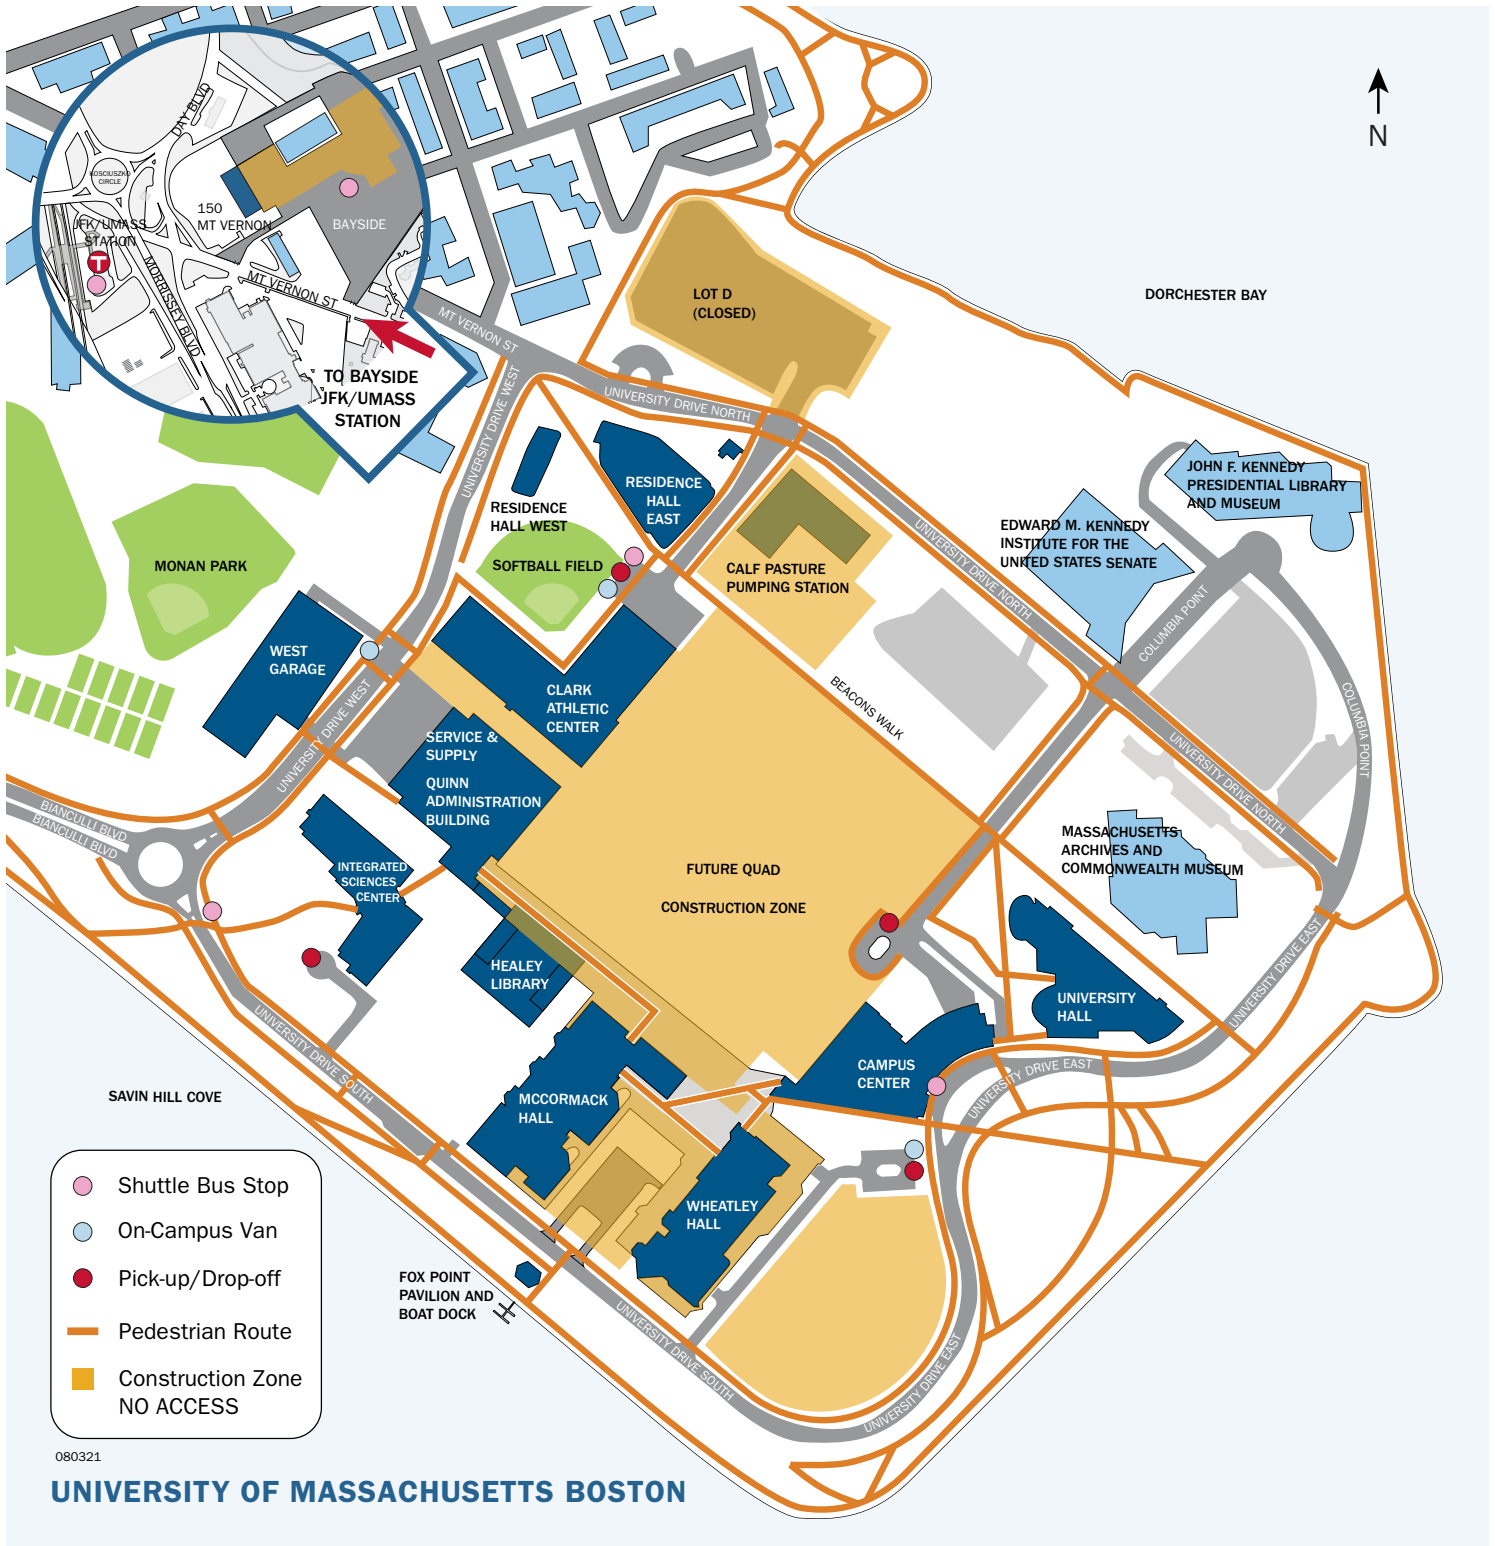 N
DAY BLVD
KOSCIUSZKO
CIRCLE
150
MT VERNON
BAYSIDE
JFK/UMASS
STATION
T
MORRISSEY BLVD
MT VERNON ST
TO BAYSIDE
JFK/UMASS
STATION
MT VERNON ST
LOT D
(CLOSED)
DORCHESTER BAY
UNIVERSITY DRIVE WEST
UNIVERSITY DRIVE NORTH
RESIDENCE
HALL WEST
RESIDENCE
HALL
EAST
JOHN F. KENNEDY
PRESIDENTIAL LIBRARY
AND MUSEUM
EDWARD M. KENNEDY
INSTITUTE FOR THE
UNITED STATES SENATE
MONAN PARK
SOFTBALL FIELD
CALF PASTURE
PUMPING STATION
UNIVERSITY DRIVE NORTH
COLUMBIA POINT
COLUMBIA POINT
WEST
GARAGE
CLARK
ATHLETIC
CENTER
BEACONS WALK
UNIVERSITY DRIVE WEST
SERVICE &
SUPPLY
QUINN
ADMINISTRATION
BUILDING
UNIVERSITY DRIVE NORTH
BIANCULLI BLVD
BIANCULLI BLVD
MASSACHUSETTS
ARCHIVES AND
COMMONWEALTH MUSEUM
INTEGRATED
SCIENCES
CENTER
FUTURE QUAD
CONSTRUCTION ZONE
HEALEY
LIBRARY
UNIVERSITY
HALL
UNIVERSITY DRIVE EAST
UNIVERSITY DRIVE SOUTH
CAMPUS
CENTER
UNIVERSITY DRIVE EAST
SAVIN HILL COVE
MCCORMACK
HALL
WHEATLEY
HALL
FOX POINT
PAVILION AND
BOAT DOCK
UNIVERSITY DRIVE SOUTH
UNIVERSITY DRIVE EAST
Shuttle Bus Stop
On-Campus Van
Pick-up/Drop-off
Pedestrian Route
Construction Zone
NO ACCESS
080321
UNIVERSITY OF MASSACHUSETTS BOSTON